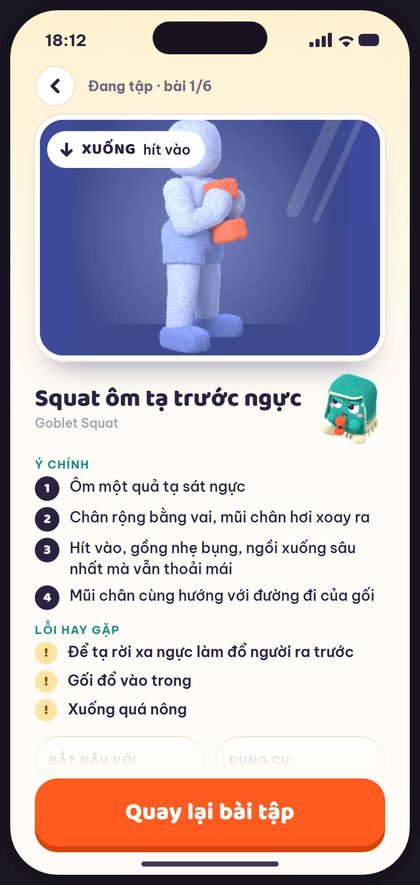 18:12
Đang tập · bài 1/6
↓ XUỐNG hít vào
Squat ôm tạ trước ngực
Goblet Squat
Ý CHÍNH
1 Ôm một quả tạ sát ngực
2 Chân rộng bằng vai, mũi chân hơi xoay ra
3 Hít vào, gồng nhẹ bụng, ngồi xuống sâu
nhất mà vẫn thoải mái
4 Mũi chân cùng hướng với đường đi của gối
LỖI HAY GẶP
! Để tạ rời xa ngực làm đổ người ra trước
! Gối đổ vào trong
! Xuống quá nông
BẮT ĐẦU VỚI DỤNG CỤ
Quay lại bài tập